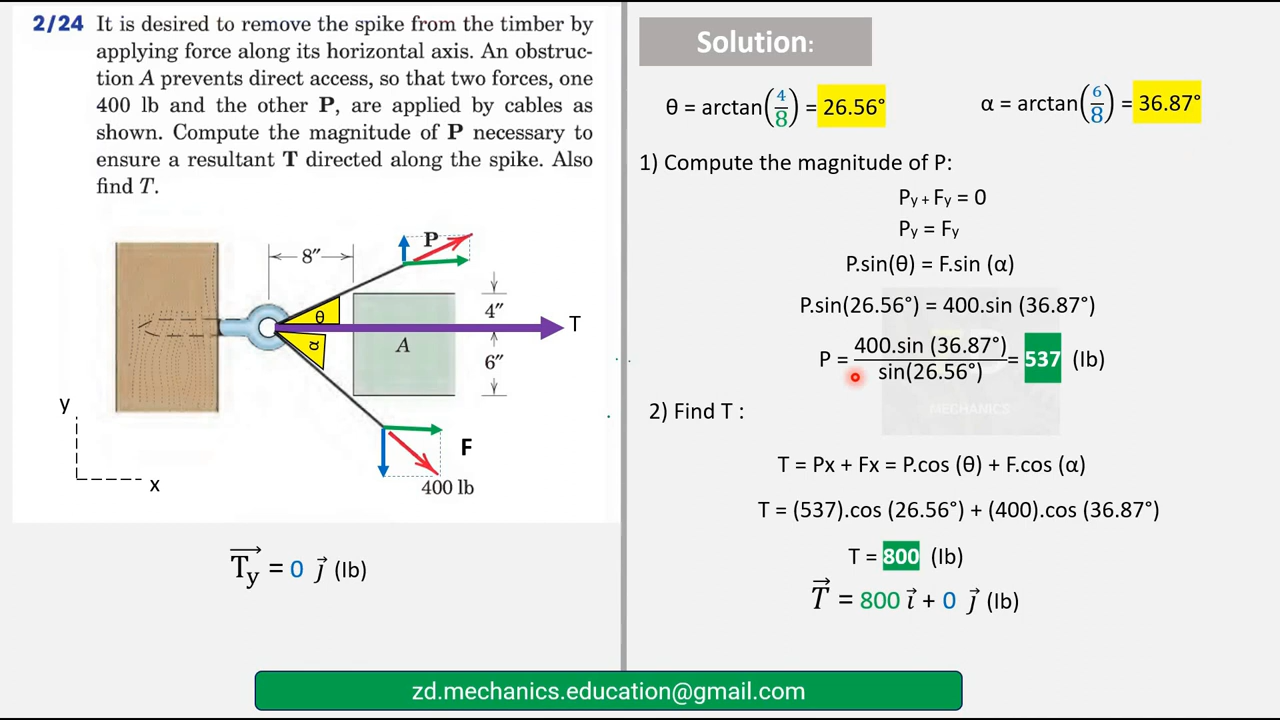 2/24 It is desired to remove the spike from the timber by
applying force along its horizontal axis. An obstruc-
tion A prevents direct access, so that two forces, one
400 lb and the other P, are applied by cables as
shown. Compute the magnitude of P necessary to
ensure a resultant T directed along the spike. Also
find T.
P
8″
θ
4″
T
α
A
6″
y
F
x
400 lb
T⃗y = 0 j⃗ (lb)
Solution:
θ = arctan(4/8) = 26.56°
α = arctan(6/8) = 36.87°
1) Compute the magnitude of P:
Py + Fy = 0
Py = Fy
P.sin(θ) = F.sin (α)
P.sin(26.56°) = 400.sin (36.87°)
P = 400.sin (36.87°)/sin(26.56°) = 537 (lb)
MECHANICS
2) Find T :
T = Px + Fx = P.cos (θ) + F.cos (α)
T = (537).cos (26.56°) + (400).cos (36.87°)
T = 800 (lb)
T⃗ = 800 i⃗ + 0 j⃗ (lb)
zd.mechanics.education@gmail.com